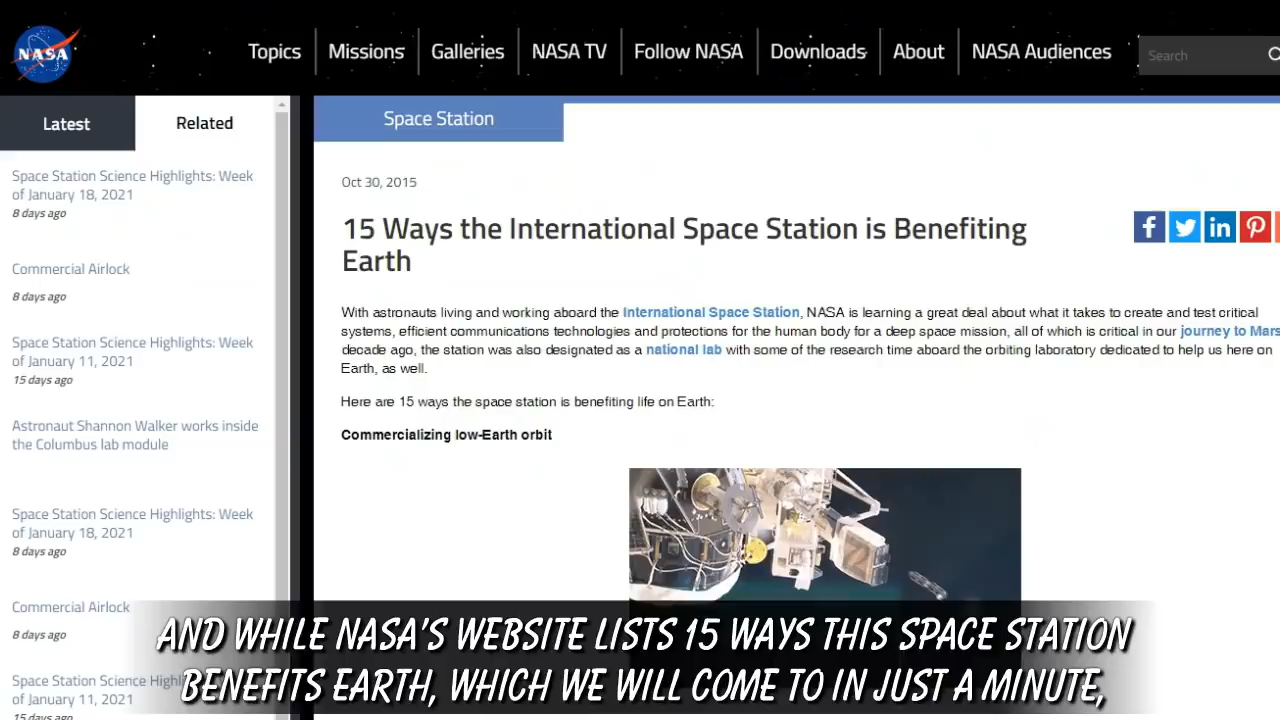 NASA
Topics
Missions
Galleries
NASA TV
Follow NASA
Downloads
About
NASA Audiences
Search
Latest
Related
Space Station Science Highlights: Week
of January 18, 2021
8 days ago
Commercial Airlock
8 days ago
Space Station Science Highlights: Week
of January 11, 2021
15 days ago
Astronaut Shannon Walker works inside
the Columbus lab module
Space Station Science Highlights: Week
of January 18, 2021
8 days ago
Commercial Airlock
8 days ago
Space Station Science
of January 11, 2021
15 days ago
Space Station
Oct 30, 2015
15 Ways the International Space Station is Benefiting
Earth
With astronauts living and working aboard the International Space Station, NASA is learning a great deal about what it takes to create and test critical
systems, efficient communications technologies and protections for the human body for a deep space mission, all of which is critical in our journey to Mars
decade ago, the station was also designated as a national lab with some of the research time aboard the orbiting laboratory dedicated to help us here on
Earth, as well.
Here are 15 ways the space station is benefiting life on Earth:
Commercializing low-Earth orbit
AND WHILE NASA'S WEBSITE LISTS 15 WAYS THIS SPACE STATION
BENEFITS EARTH, WHICH WE WILL COME TO IN JUST A MINUTE,